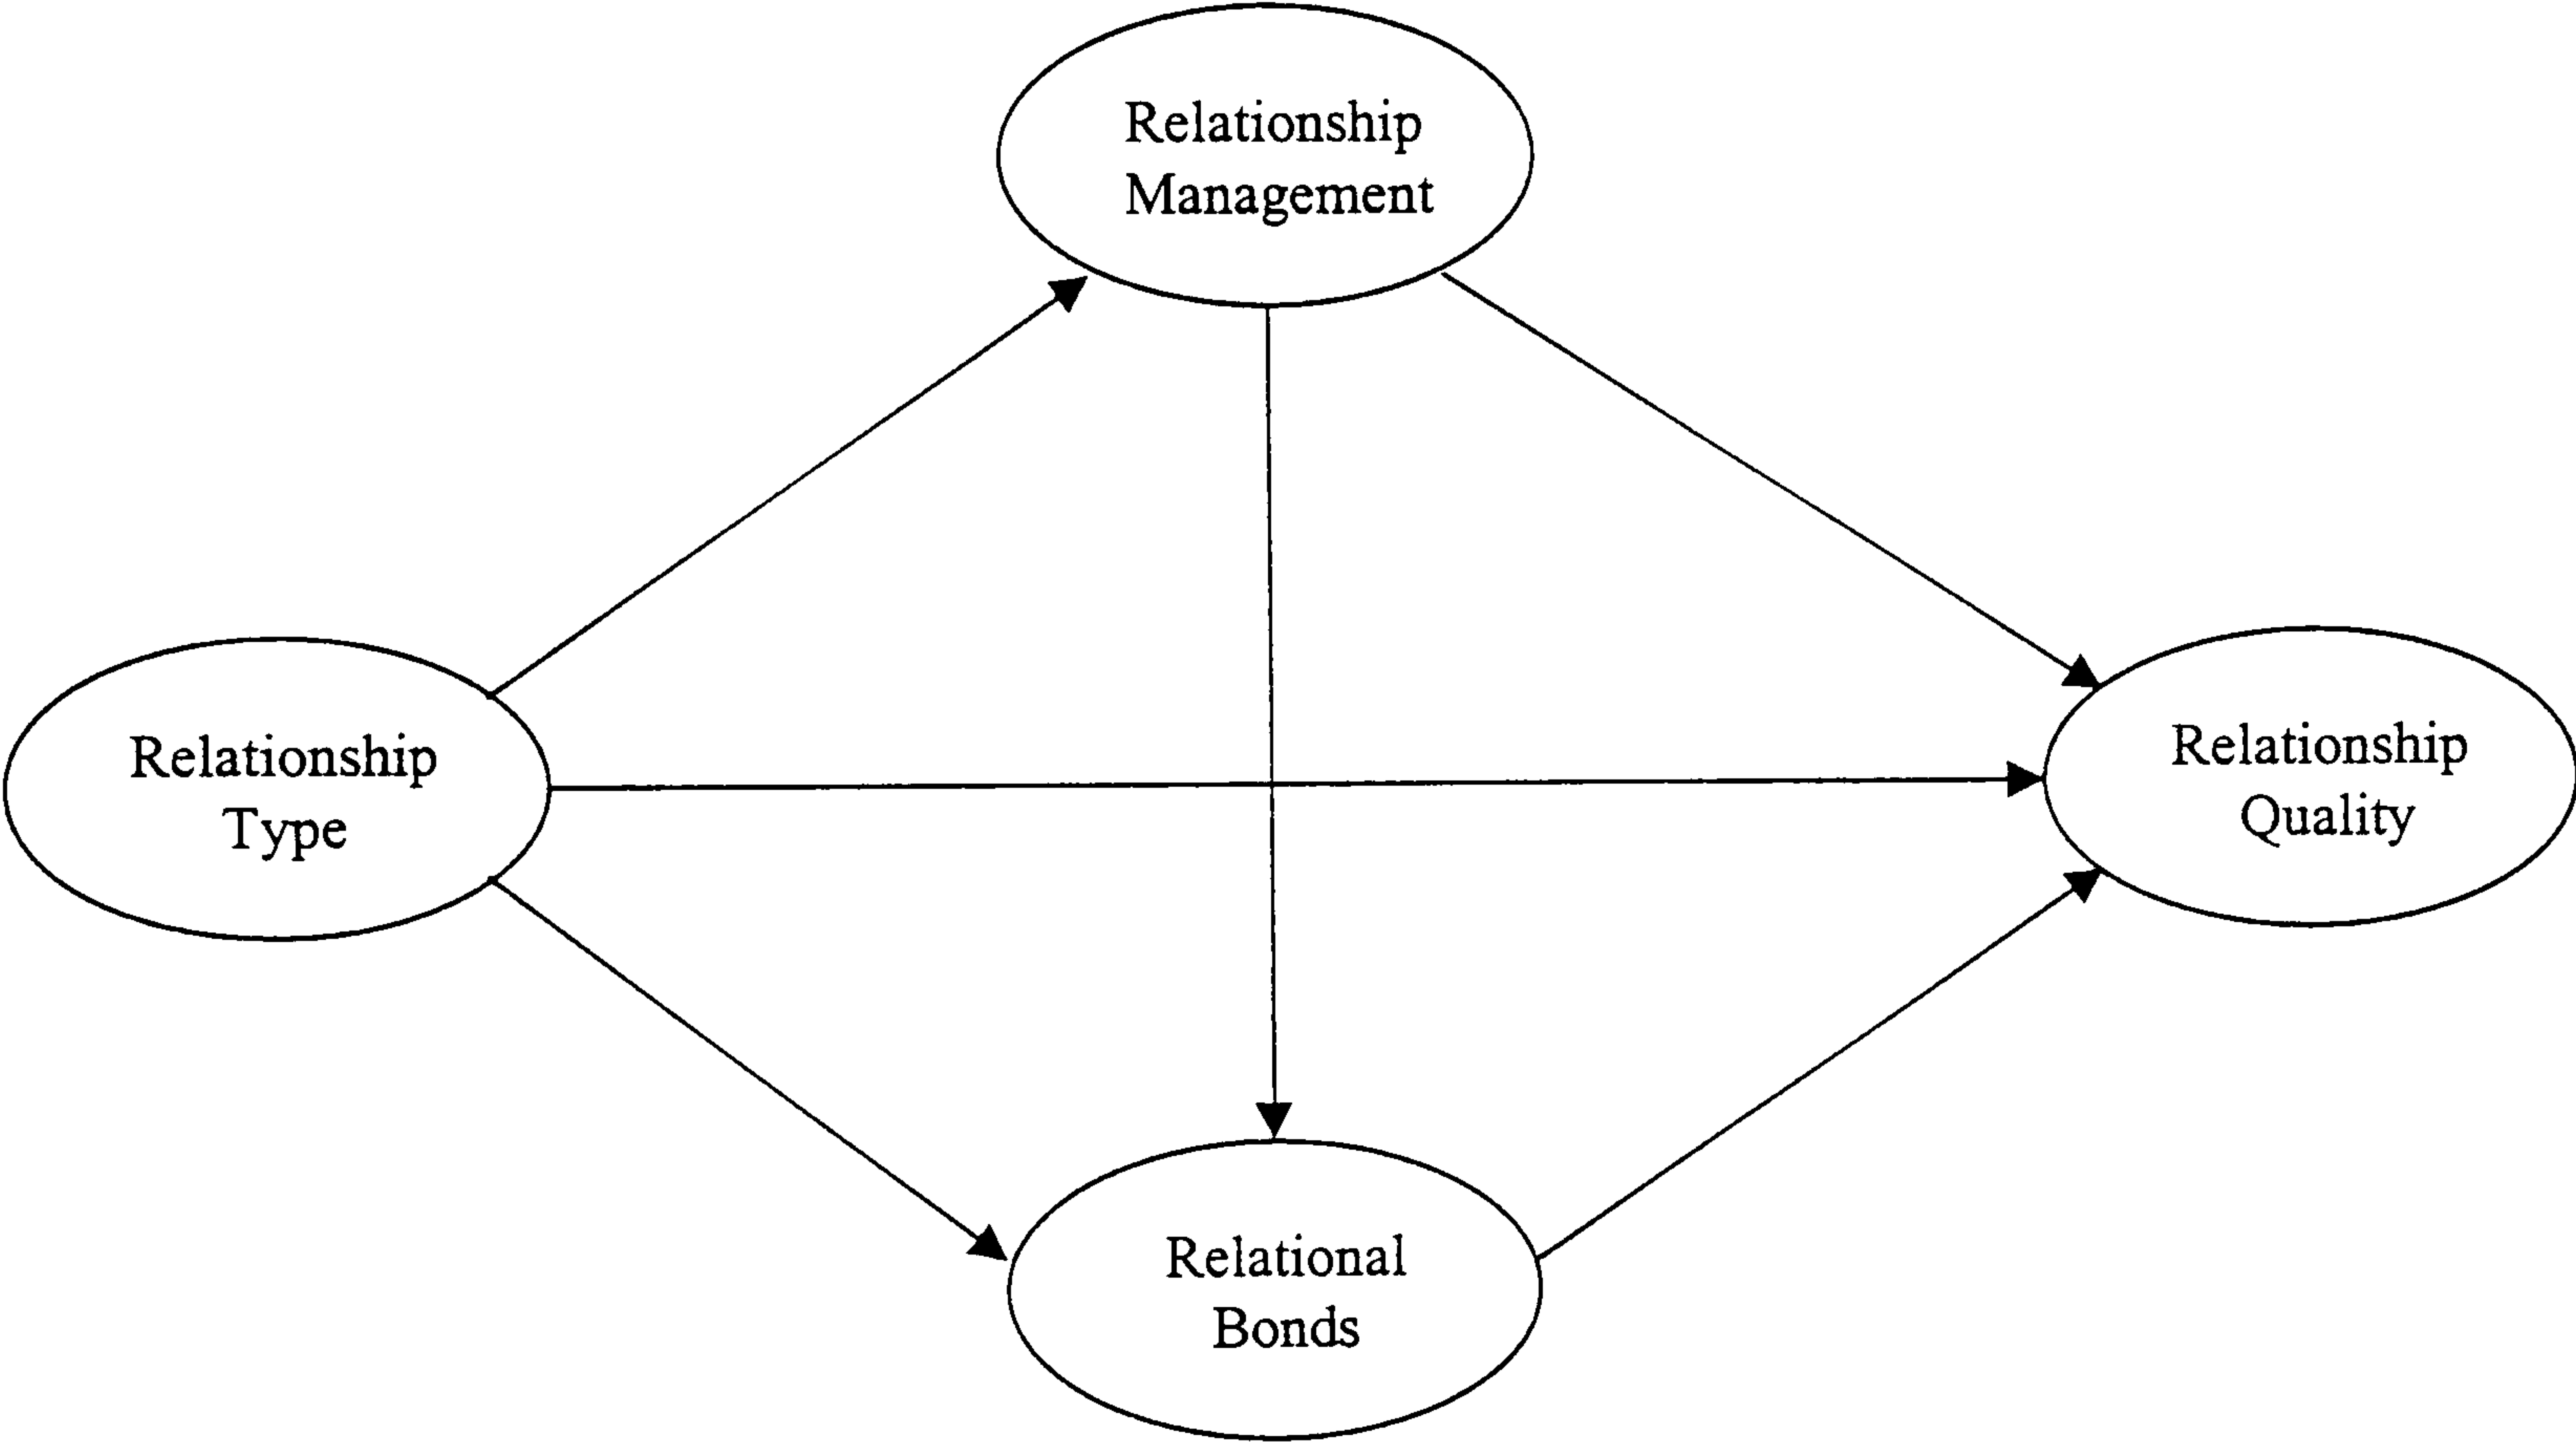 Relationship
Management
Relationship
Type
Relationship
Quality
Relational
Bonds